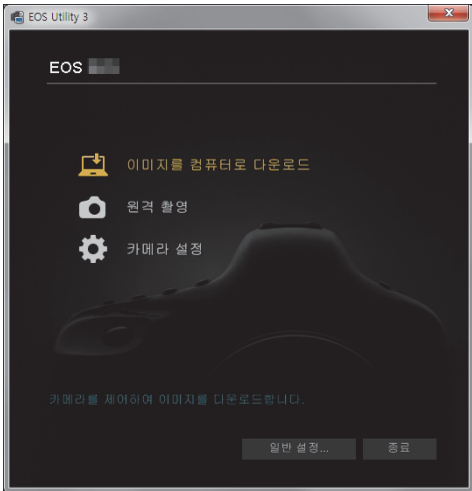 EOS Utility 3
EOS
이미지를 컴퓨터로 다운로드
원격 촬영
카메라 설정
카메라를 제어하여 이미지를 다운로드합니다.
일반 설정...
종료